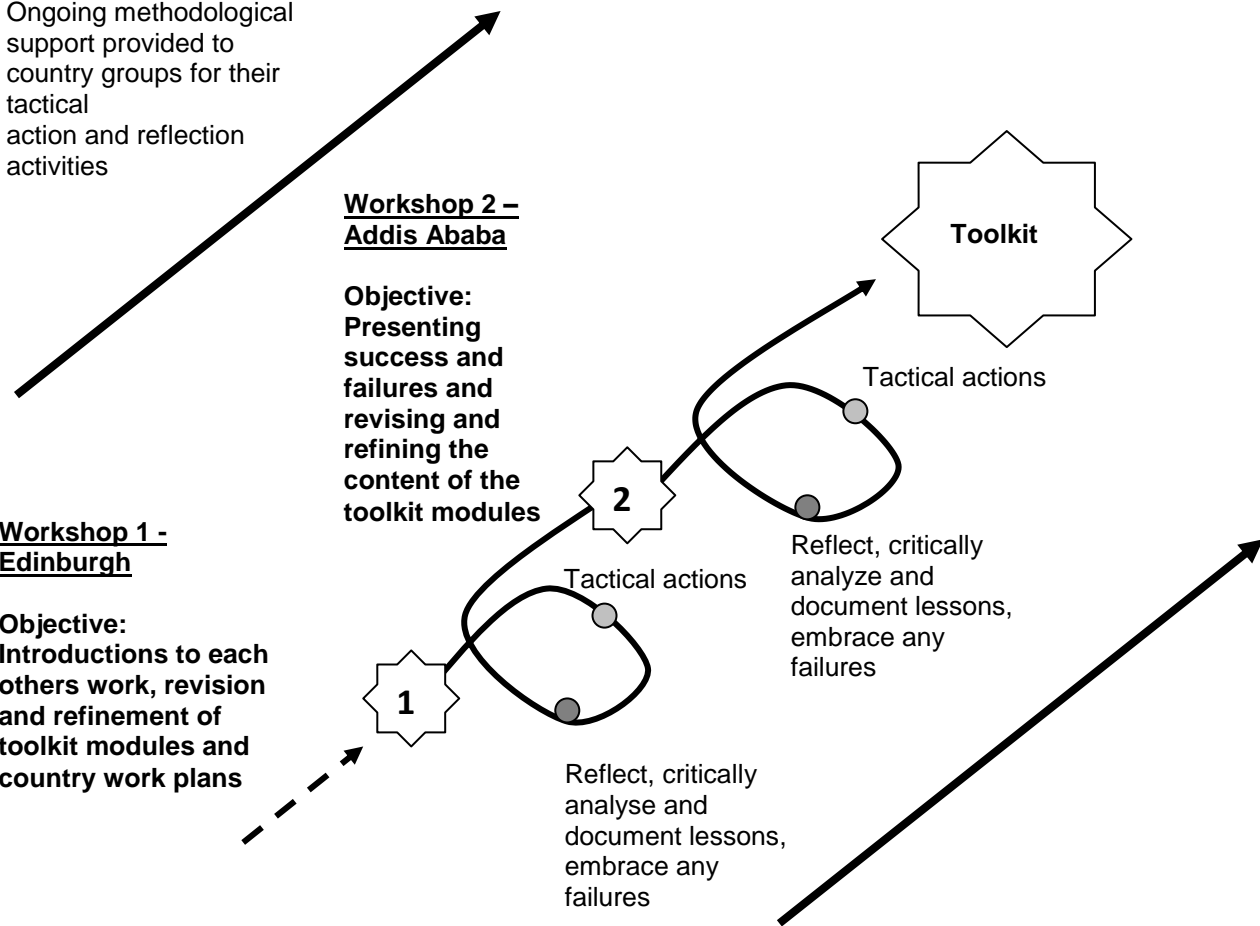 Ongoing methodological
support provided to
country groups for their
tactical
action and reflection
activities
Workshop 2 –
Addis Ababa
Objective:
Presenting
success and
failures and
revising and
refining the
content of the
toolkit modules
Toolkit
Tactical actions
2
Reflect, critically
analyze and
document lessons,
embrace any
failures
Workshop 1 -
Edinburgh
Objective:
Introductions to each
others work, revision
and refinement of
toolkit modules and
country work plans
1
Tactical actions
Reflect, critically
analyse and
document lessons,
embrace any
failures